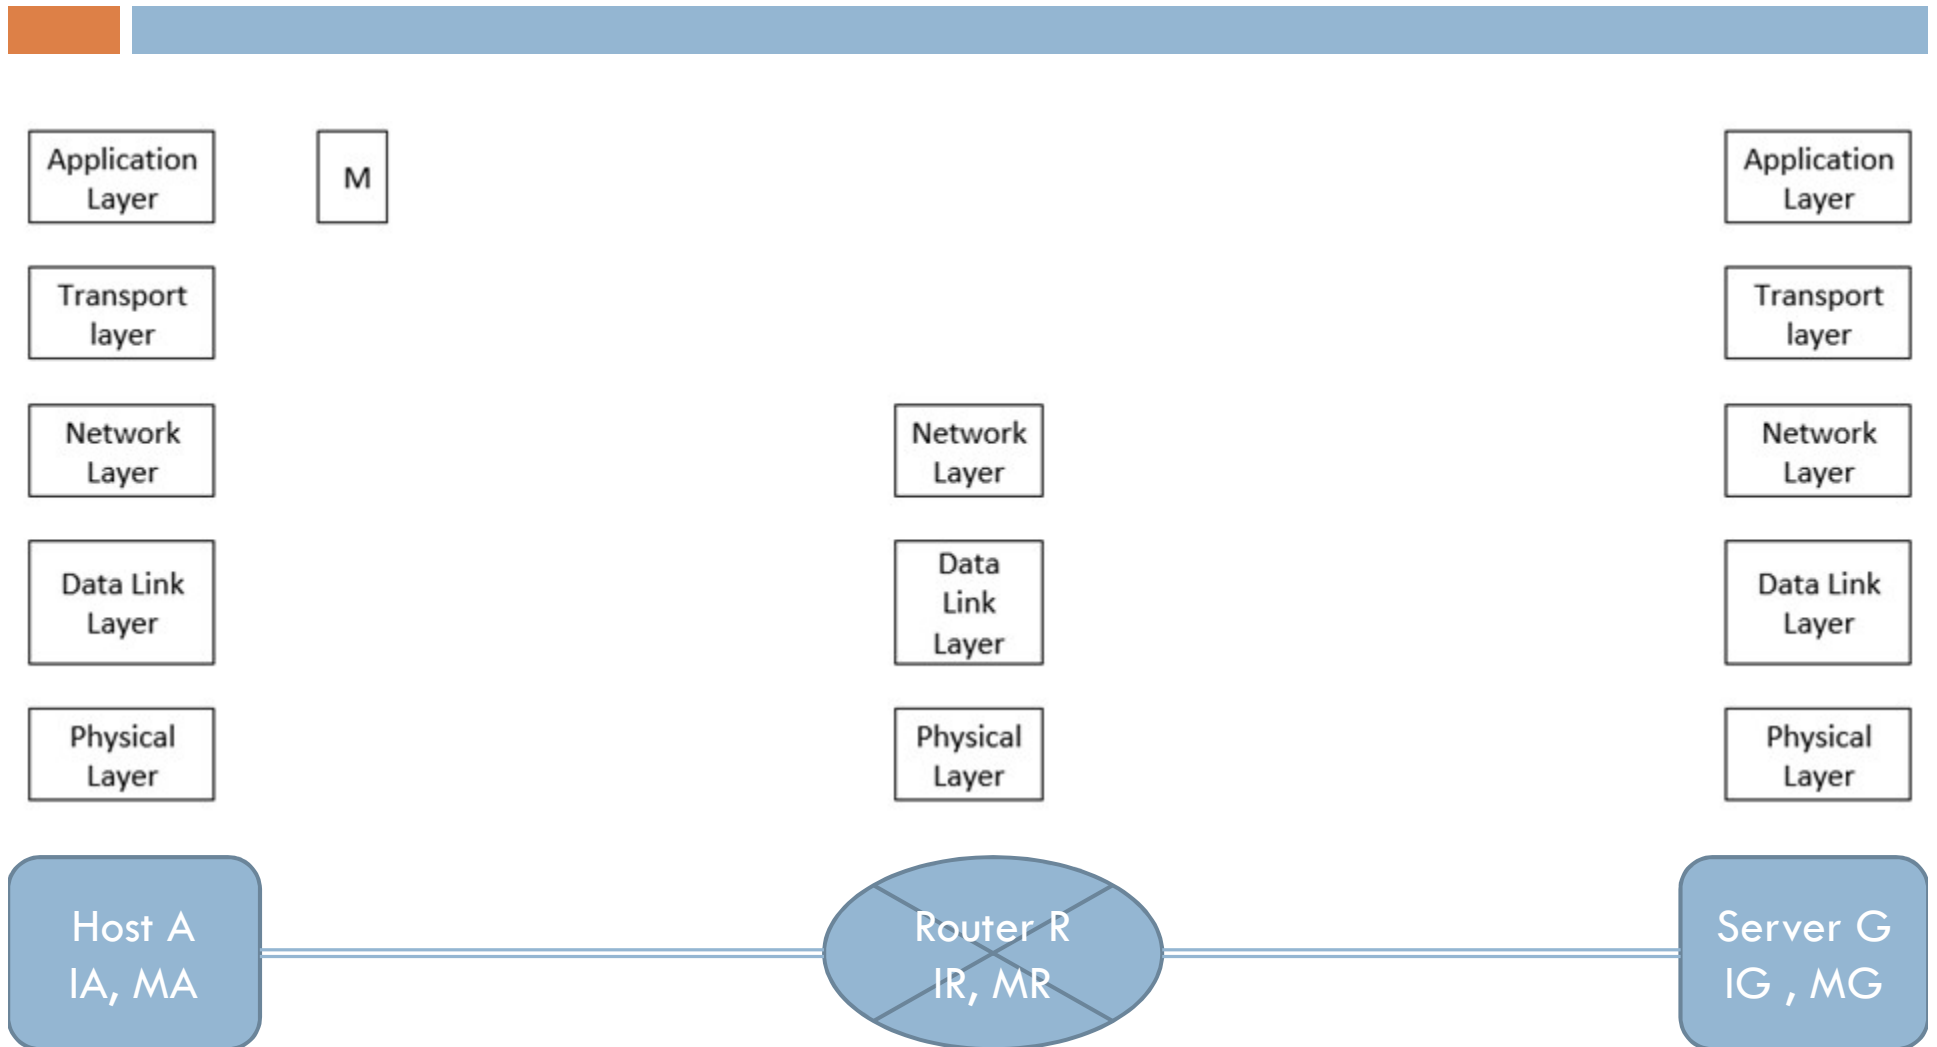 Application
Layer
M
Application
Layer
Transport
layer
Transport
layer
Network
Layer
Network
Layer
Network
Layer
Data Link
Layer
Data
Link
Layer
Data Link
Layer
Physical
Layer
Physical
Layer
Physical
Layer
Host A
IA, MA
Router R
IR, MR
Server G
IG , MG